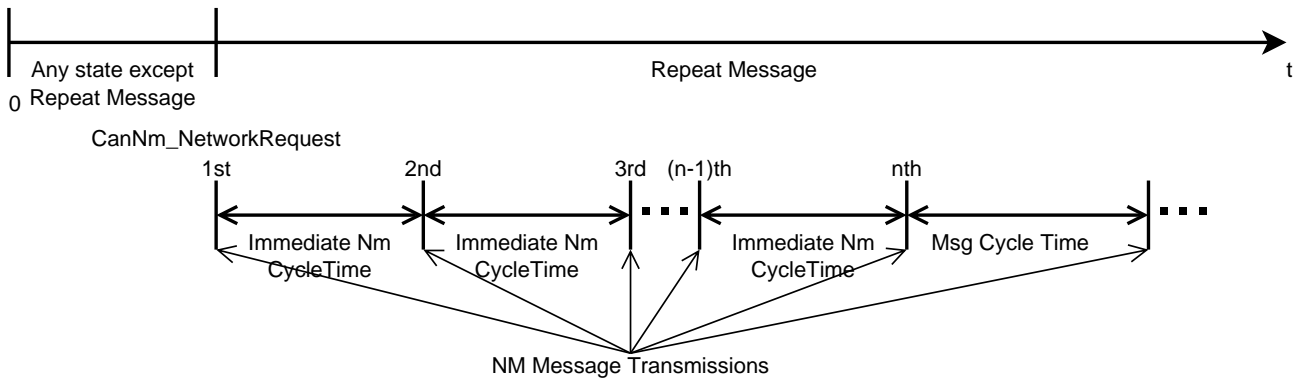 Any state except
Repeat Message
0
Repeat Message
t
CanNm_NetworkRequest
1st
2nd
3rd
(n-1)th
nth
Immediate Nm
CycleTime
Immediate Nm
CycleTime
Immediate Nm
CycleTime
Msg Cycle Time
NM Message Transmissions